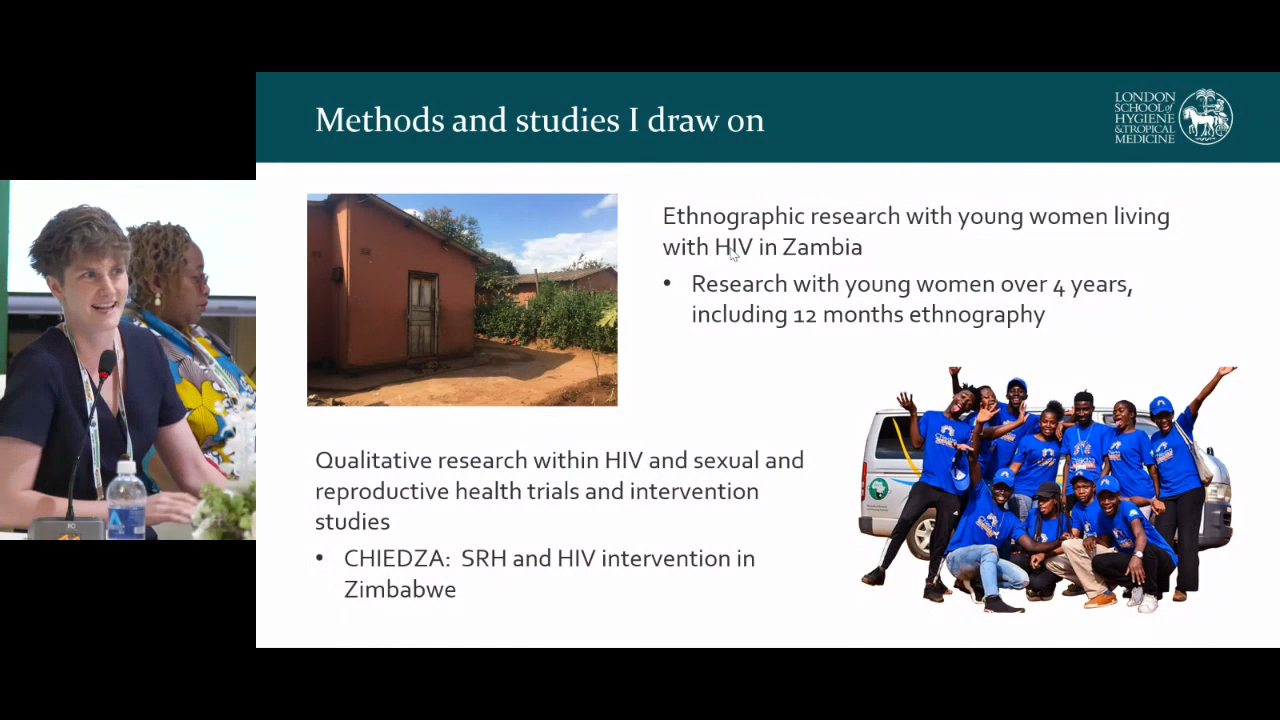 Methods and studies I draw on
LONDON
SCHOOL of
HYGIENE
& TROPICAL
MEDICINE
Ethnographic research with young women living
with HIV in Zambia
• Research with young women over 4 years,
including 12 months ethnography
Qualitative research within HIV and sexual and
reproductive health trials and intervention
studies
• CHIEDZA: SRH and HIV intervention in
Zimbabwe